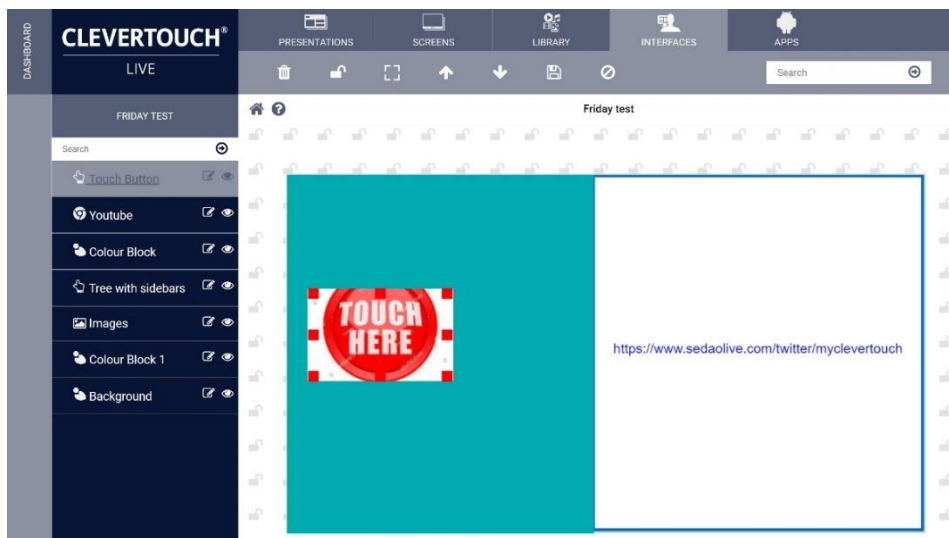 DASHBOARD
CLEVERTOUCH®
LIVE
PRESENTATIONS
SCREENS
LIBRARY
INTERFACES
APPS
Search
FRIDAY TEST
Friday test
Search
Touch Button
Youtube
Colour Block
Tree with sidebars
Images
Colour Block 1
Background
TOUCH
HERE
https://www.sedaolive.com/twitter/myclevertouch